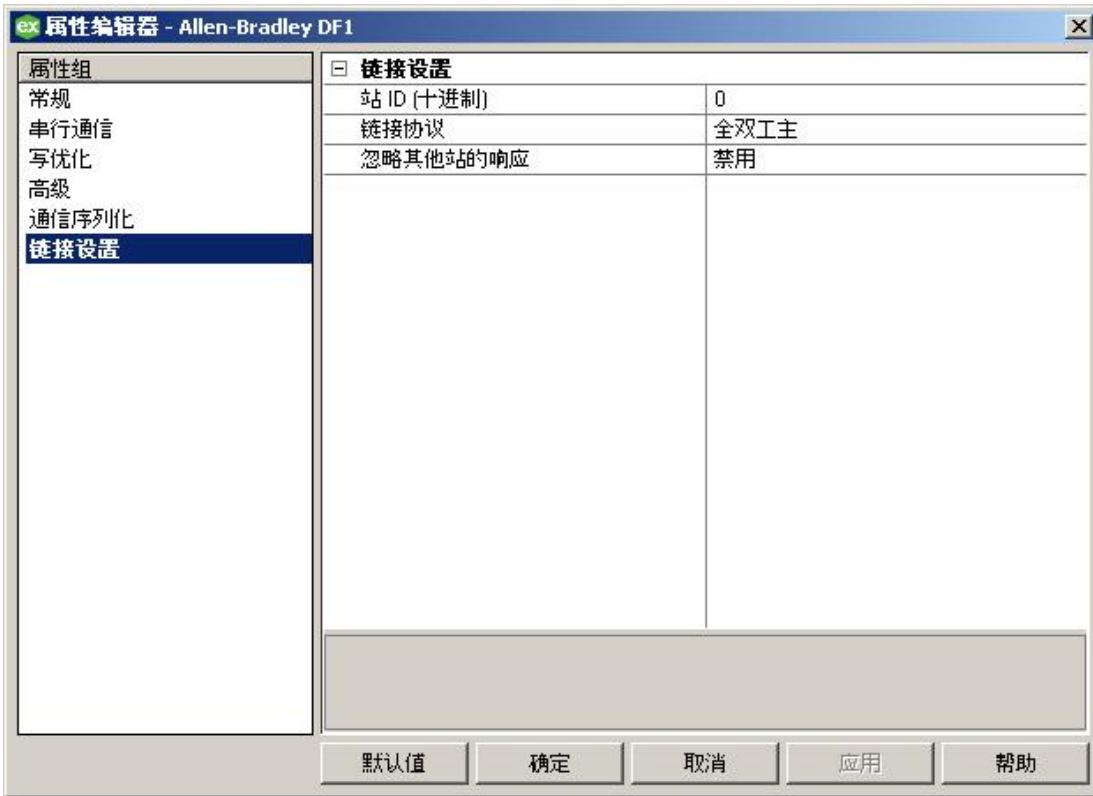 ex 属性编辑器 - Allen-Bradley DF1
属性组
常规
串行通信
写优化
高级
通信序列化
链接设置
链接设置
站 ID (十进制) 0
链接协议 全双工主
忽略其他站的响应 禁用
默认值 确定 取消 应用 帮助